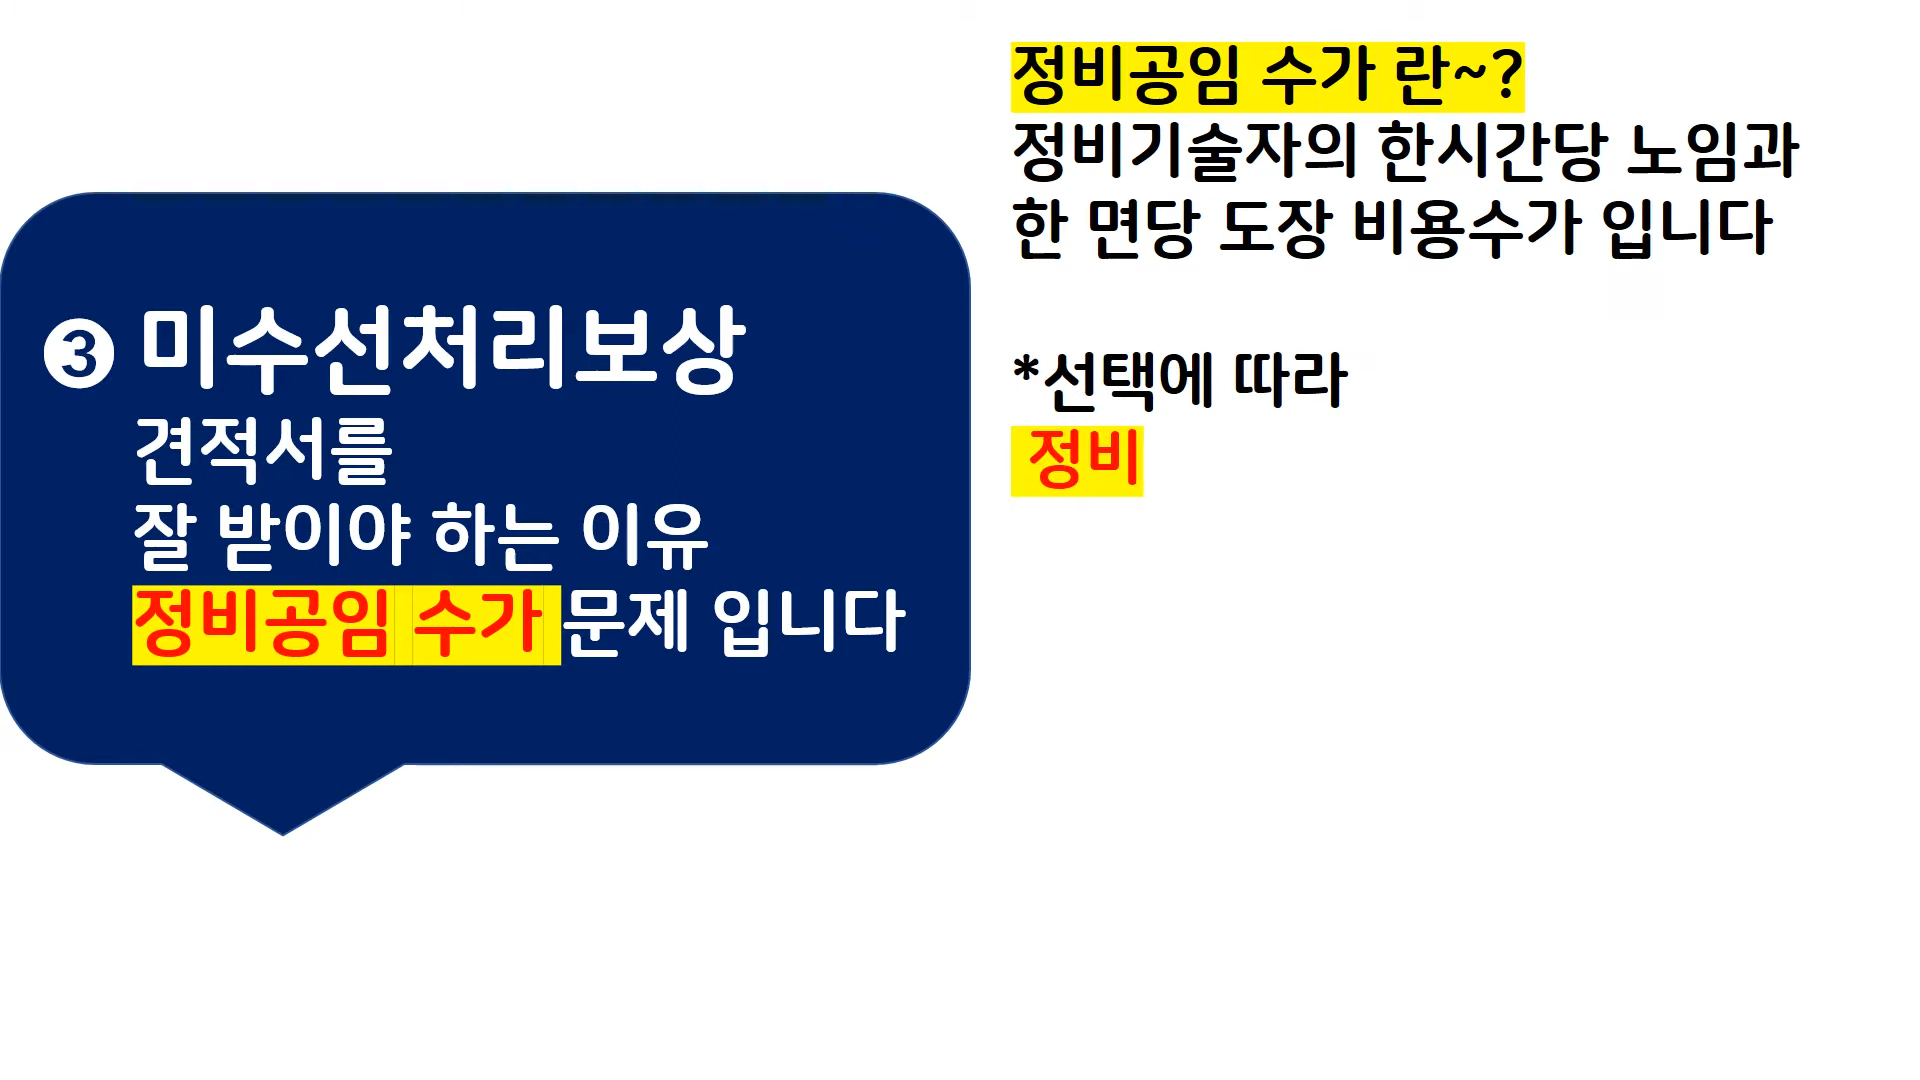 ❸ 미수선처리보상
견적서를
잘 받이야 하는 이유
정비공임 수가 문제 입니다
정비공임 수가 란~?
정비기술자의 한시간당 노임과
한 면당 도장 비용수가 입니다
*선택에 따라
정비